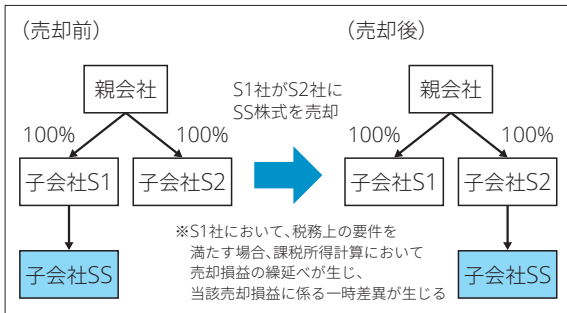 （売却前）
（売却後）
親会社
S1社がS2社に
SS株式を売却
親会社
100%
100%
100%
100%
子会社S1
子会社S2
子会社S1
子会社S2
※S1社において、税務上の要件を
満たす場合、課税所得計算において
売却損益の繰延べが生じ、
当該売却損益に係る一時差異が生じる
子会社SS
子会社SS